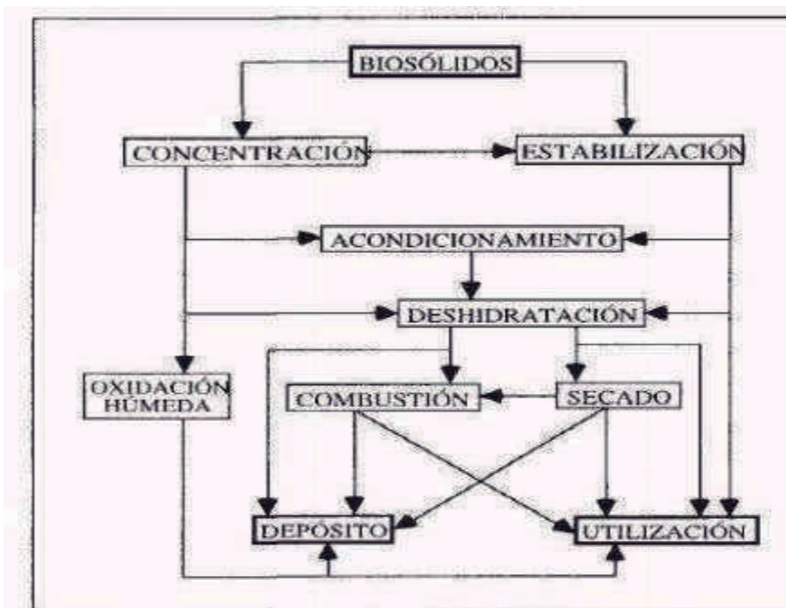 BIOSÓLIDOS
CONCENTRACIÓN
ESTABILIZACIÓN
ACONDICIONAMIENTO
DESHIDRATACIÓN
OXIDACIÓN
HÚMEDA
COMBUSTIÓN
SECADO
DEPÓSITO
UTILIZACIÓN